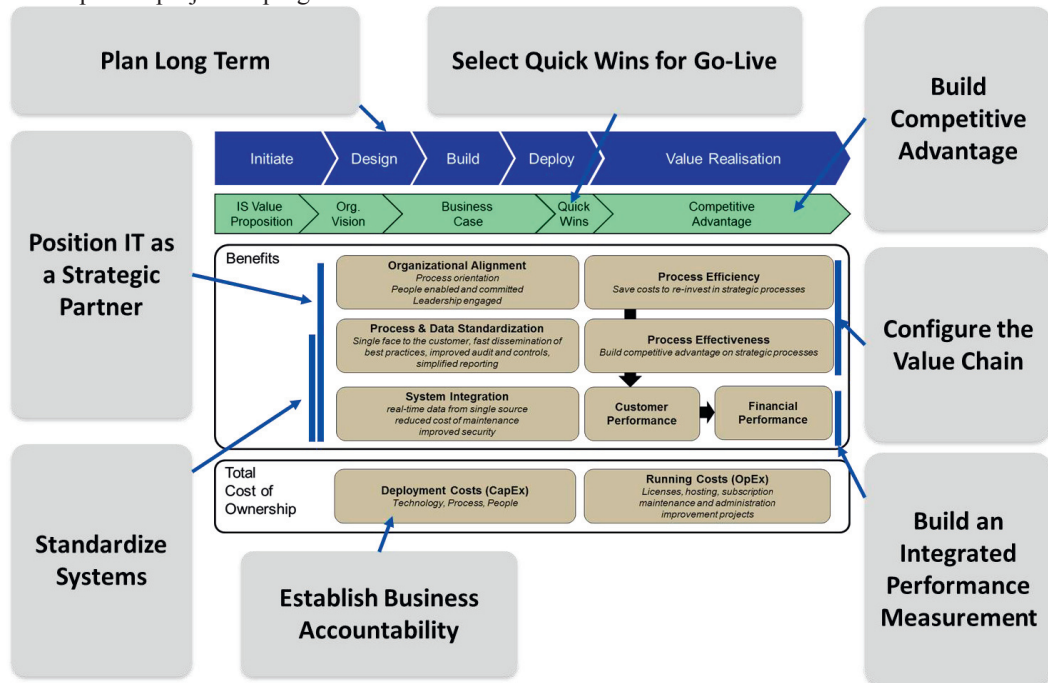 Plan Long Term
Select Quick Wins for Go-Live
Build
Competitive
Advantage
Initiate
Design
Build
Deploy
Value Realisation
IS Value
Proposition
Org.
Vision
Business
Case
Quick
Wins
Competitive
Advantage
Position IT as
a Strategic
Partner
Benefits
Organizational Alignment
Process orientation
People enabled and committed
Leadership engaged
Process Efficiency
Save costs to re-invest in strategic processes
Process & Data Standardization
Single face to the customer, fast dissemination of
best practices, improved audit and controls,
simplified reporting
Process Effectiveness
Build competitive advantage on strategic processes
Configure the
Value Chain
System Integration
real-time data from single source
reduced cost of maintenance
improved security
Customer
Performance
Financial
Performance
Total
Cost of
Ownership
Deployment Costs (CapEx)
Technology, Process, People
Running Costs (OpEx)
Licenses, hosting, subscription
maintenance and administration
improvement projects
Standardize
Systems
Establish Business
Accountability
Build an
Integrated
Performance
Measurement